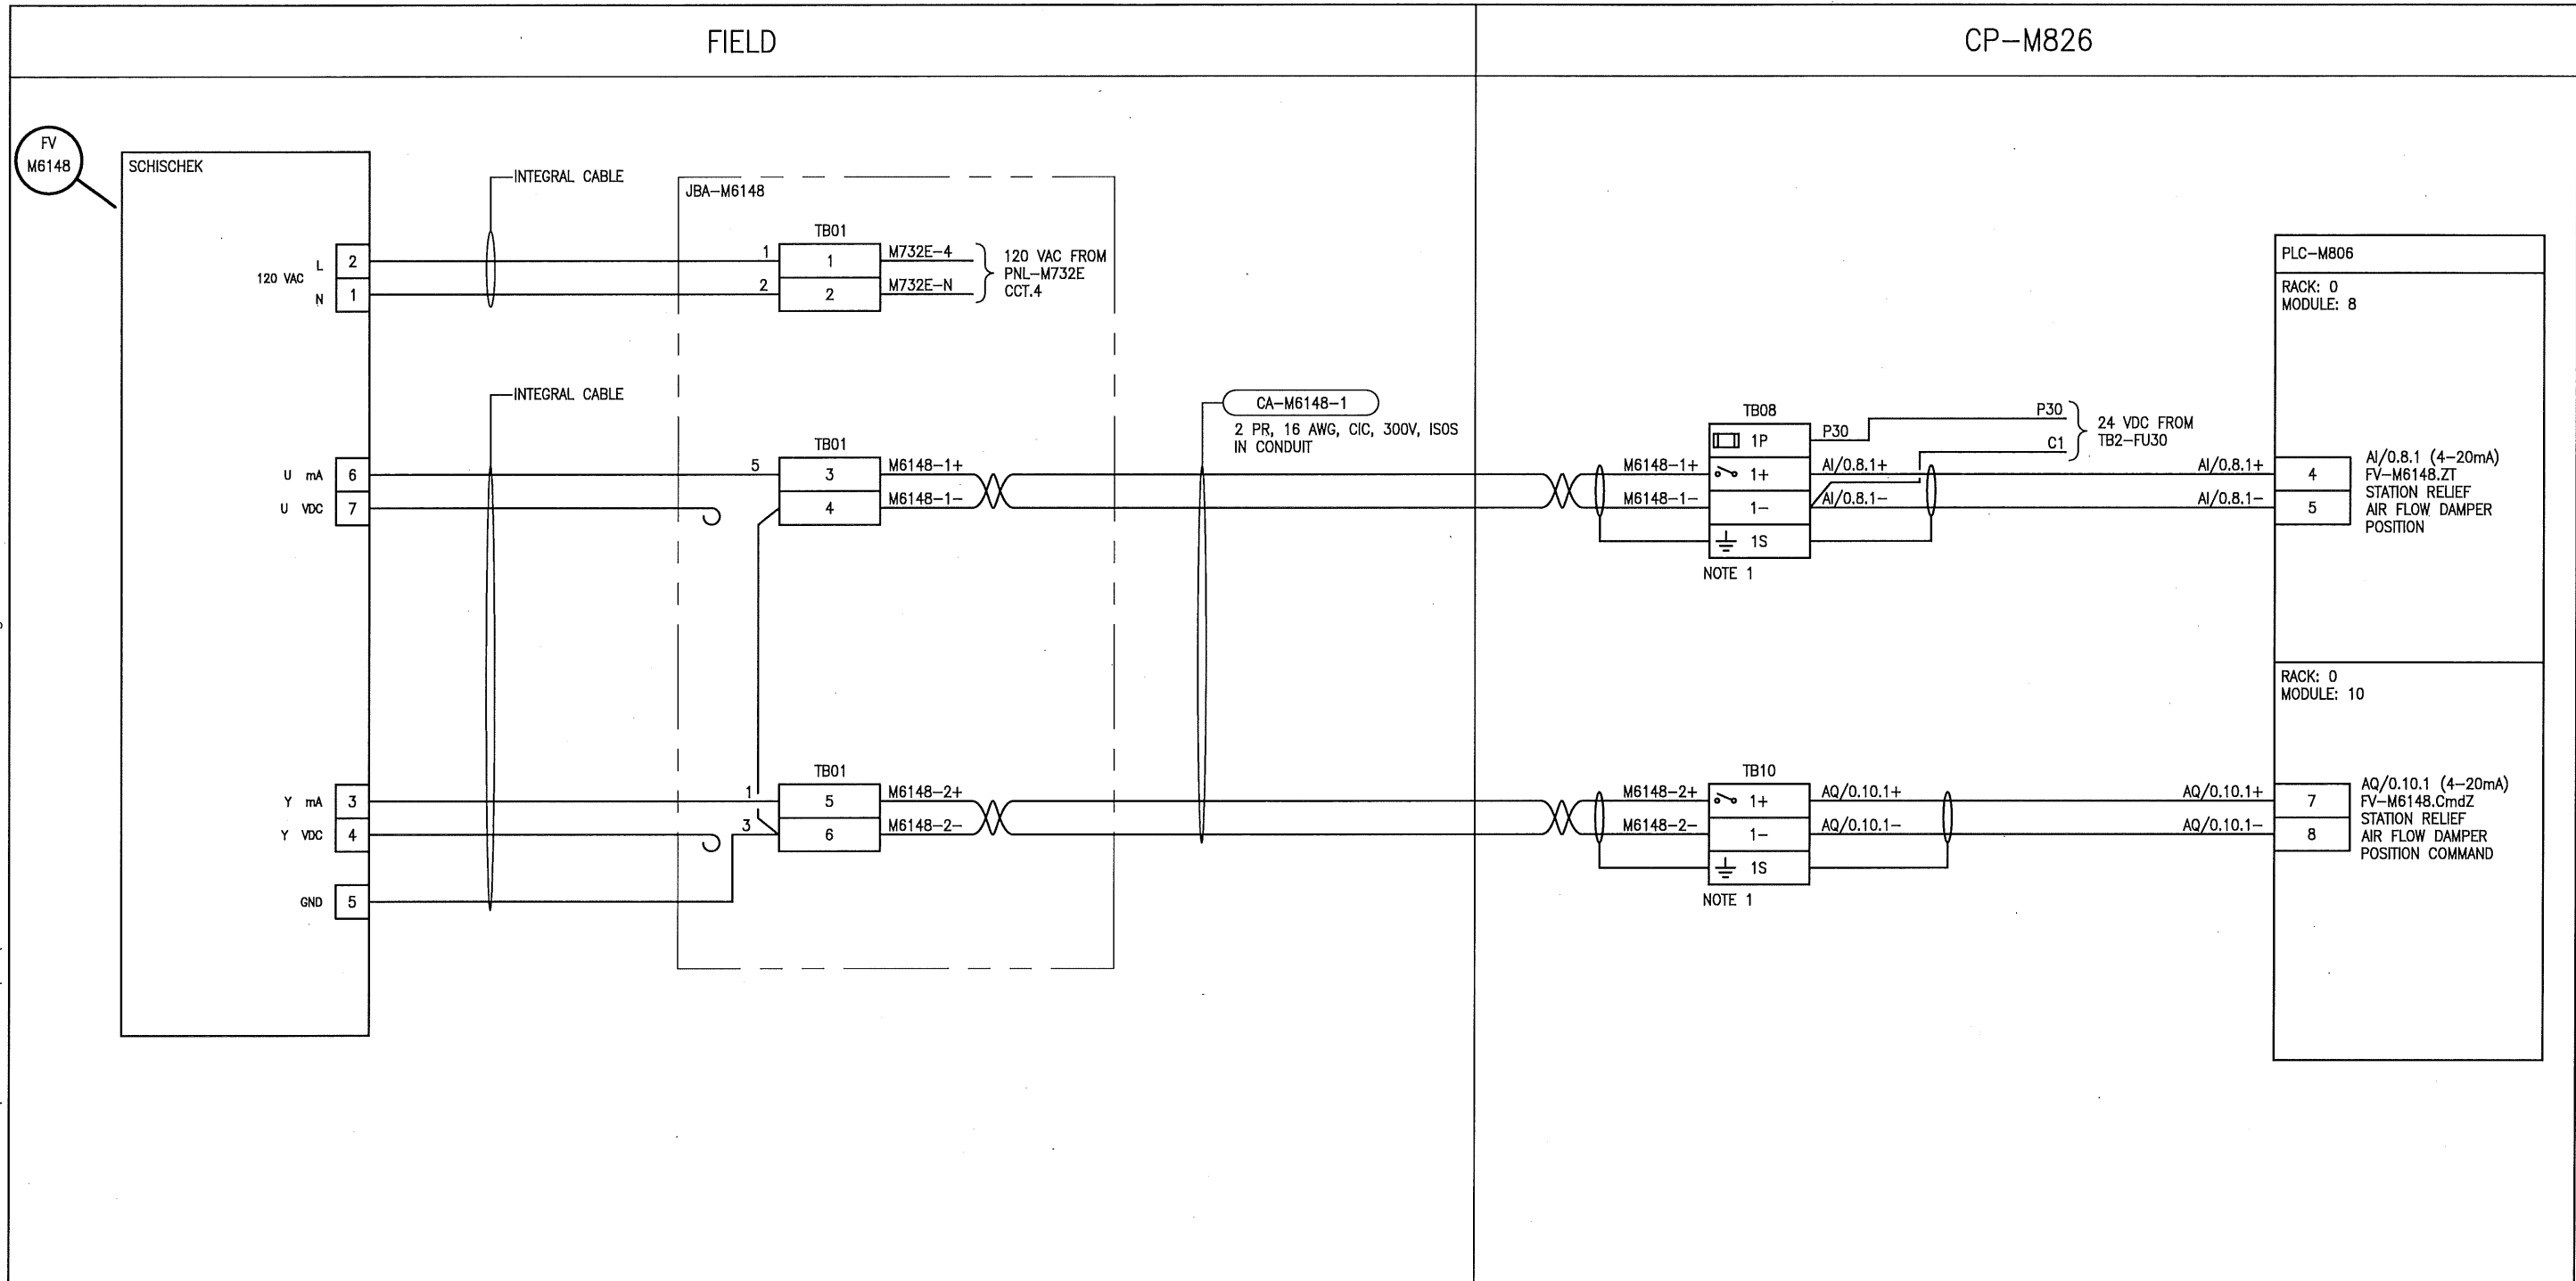 FIELD
CP-M826
FV
M6148
SCHISCHEK
INTEGRAL CABLE
JBA-M6148
120 VAC
L
2
N
1
TB01
1
1
M732E-4
2
2
M732E-N
120 VAC FROM
PNL-M732E
CCT.4
INTEGRAL CABLE
U mA
6
U VDC
7
TB01
5
3
M6148-1+
4
M6148-1-
CA-M6148-1
2 PR, 16 AWG, CIC, 300V, ISOS
IN CONDUIT
Y mA
3
Y VDC
4
GND
5
TB01
1
5
M6148-2+
3
6
M6148-2-
TB08
1P
P30
P30
C1
24 VDC FROM
TB2-FU30
M6148-1+
1+
AI/0.8.1+
AI/0.8.1+
M6148-1-
1-
AI/0.8.1-
AI/0.8.1-
1S
NOTE 1
TB10
M6148-2+
1+
AQ/0.10.1+
AQ/0.10.1+
M6148-2-
1-
AQ/0.10.1-
AQ/0.10.1-
1S
NOTE 1
PLC-M806
RACK: 0
MODULE: 8
4
5
AI/0.8.1 (4-20mA)
FV-M6148.ZT
STATION RELIEF
AIR FLOW DAMPER
POSITION
RACK: 0
MODULE: 10
7
8
AQ/0.10.1 (4-20mA)
FV-M6148.CmdZ
STATION RELIEF
AIR FLOW DAMPER
POSITION COMMAND